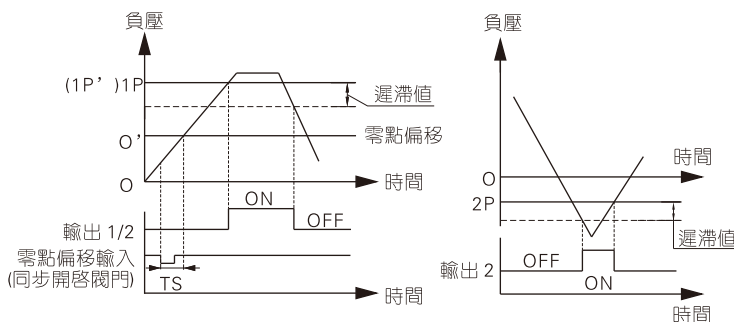 負壓
(1P' )1P
遲滯值
O'
零點偏移
O
時間
ON
OFF
輸出 1/2
零點偏移輸入
(同步開啓閥門)
TS
時間
負壓
時間
O
2P
遲滯值
OFF
輸出 2
ON
時間